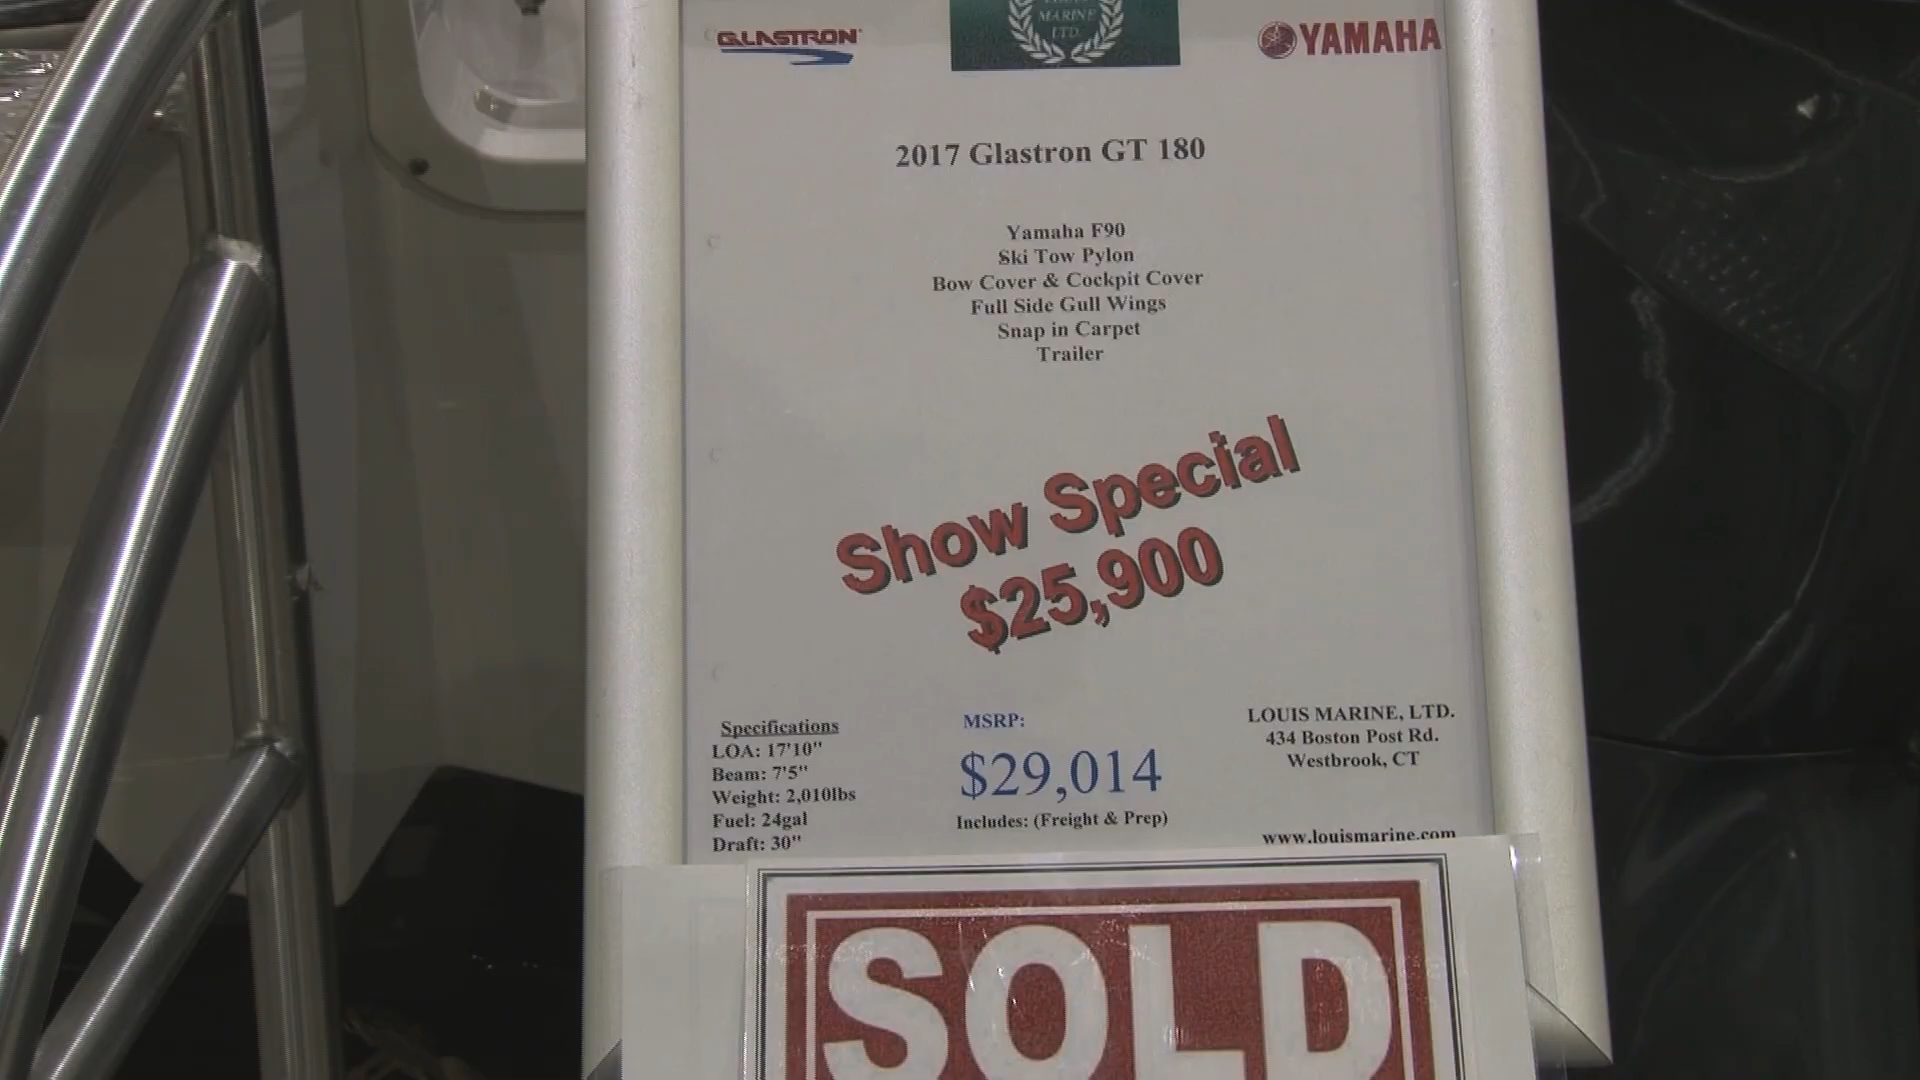 GLASTRON
MARINE
LTD.
YAMAHA
2017 Glastron GT 180
Yamaha F90
Ski Tow Pylon
Bow Cover & Cockpit Cover
Full Side Gull Wings
Snap in Carpet
Trailer
Show Special
$25,900
Specifications
LOA: 17'10"
Beam: 7'5"
Weight: 2,010lbs
Fuel: 24gal
Draft: 30"
MSRP:
$29,014
Includes: (Freight & Prep)
LOUIS MARINE, LTD.
434 Boston Post Rd.
Westbrook, CT
www.louismarine.com
SOLD